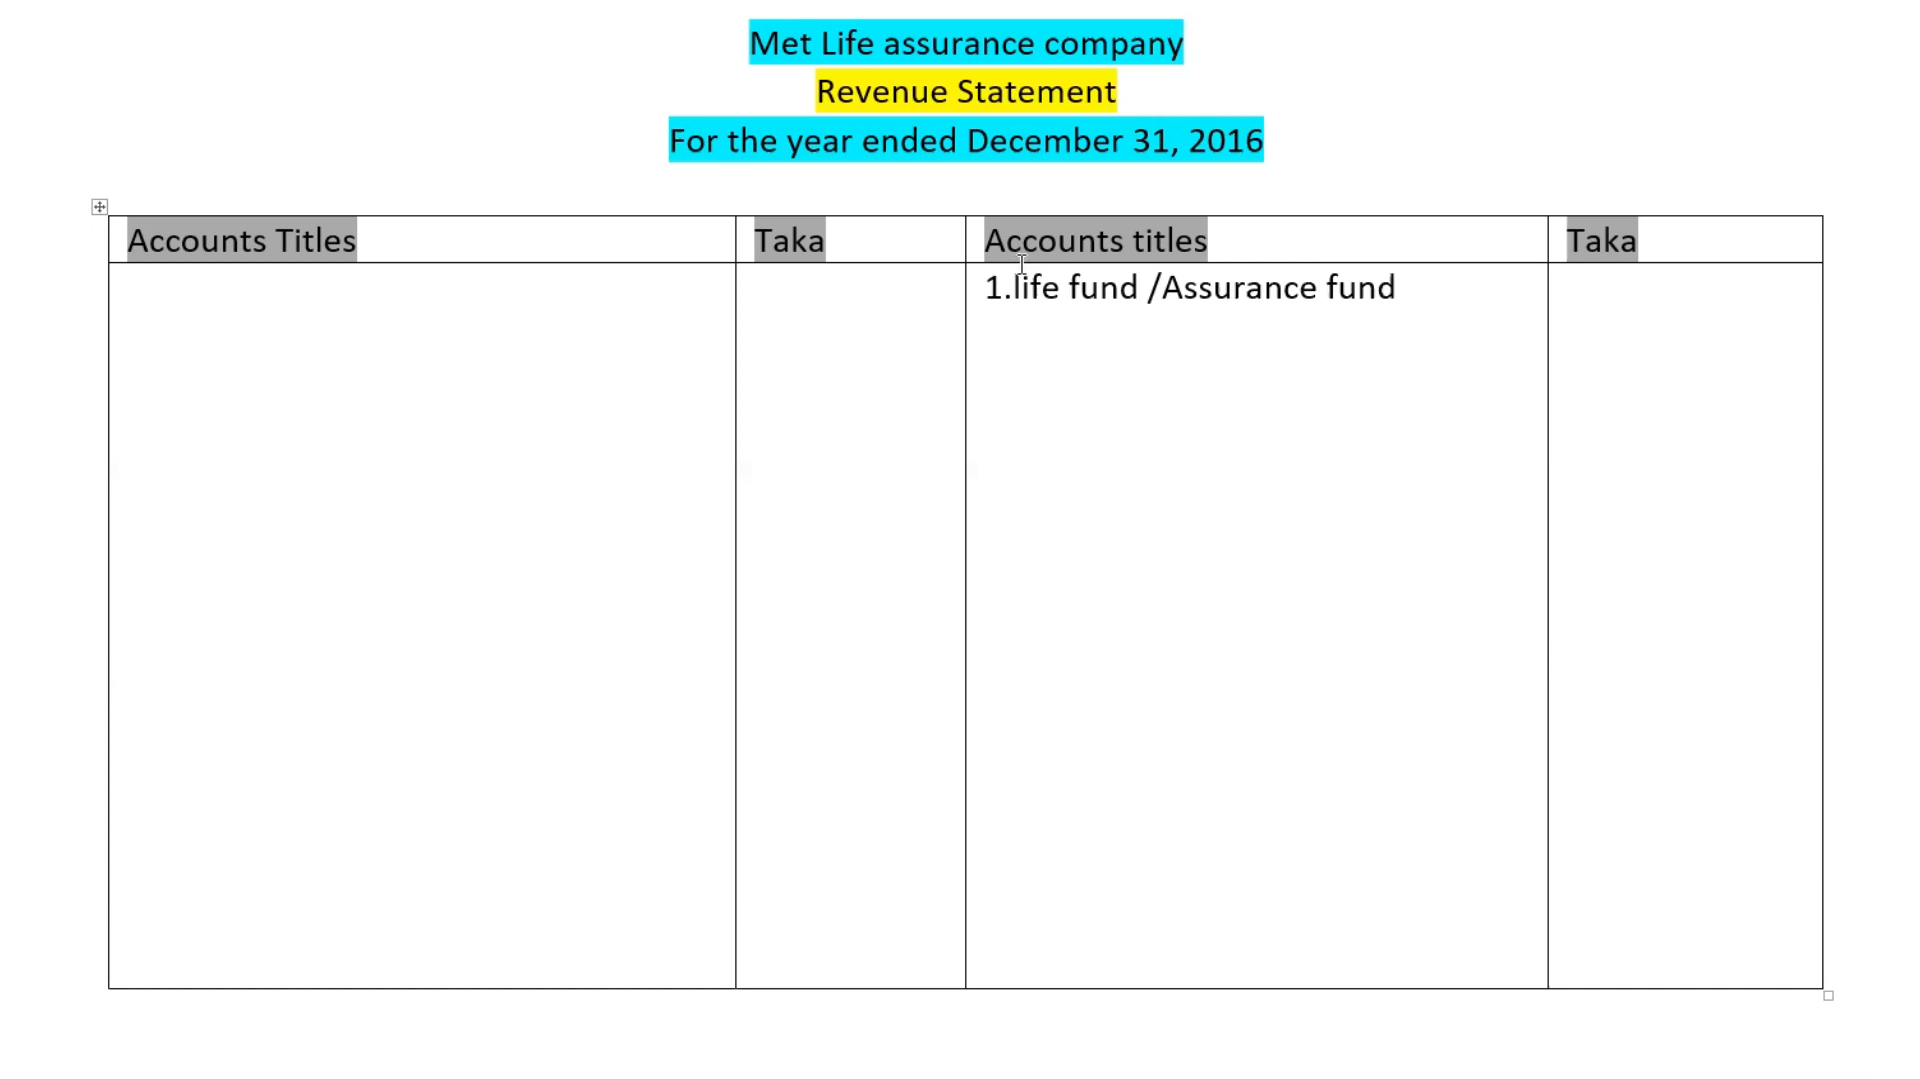 Met Life assurance company
Revenue Statement
For the year ended December 31, 2016
Accounts Titles Taka Accounts titles Taka
1.life fund /Assurance fund